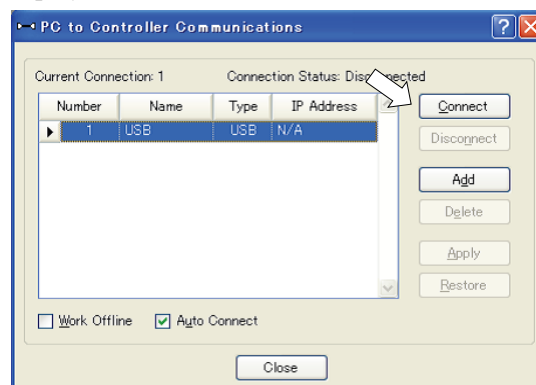 PC to Controller Communications
Current Connection: 1 Connection Status: Disconnected
Number Name Type IP Address Connect
1 USB USB N/A Disconnect
Add
Delete
Apply
Restore
Work Offline Auto Connect
Close